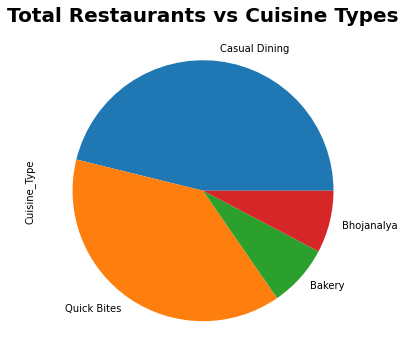 Total Restaurants vs Cuisine Types
Casual Dining
Cuisine_Type
Bhojanalya
Bakery
Quick Bites